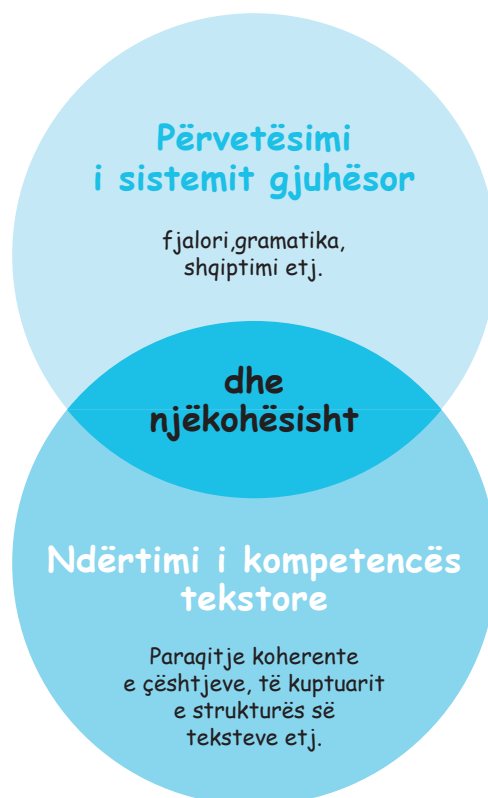 Përvetësimi
i sistemit gjuhësor
fjalori,gramatika,
shqiptimi etj.
dhe
njëkohësisht
Ndërtimi i kompetencës
tekstore
Paraqitje koherente
e çështjeve, të kuptuarit
e strukturës së
teksteve etj.